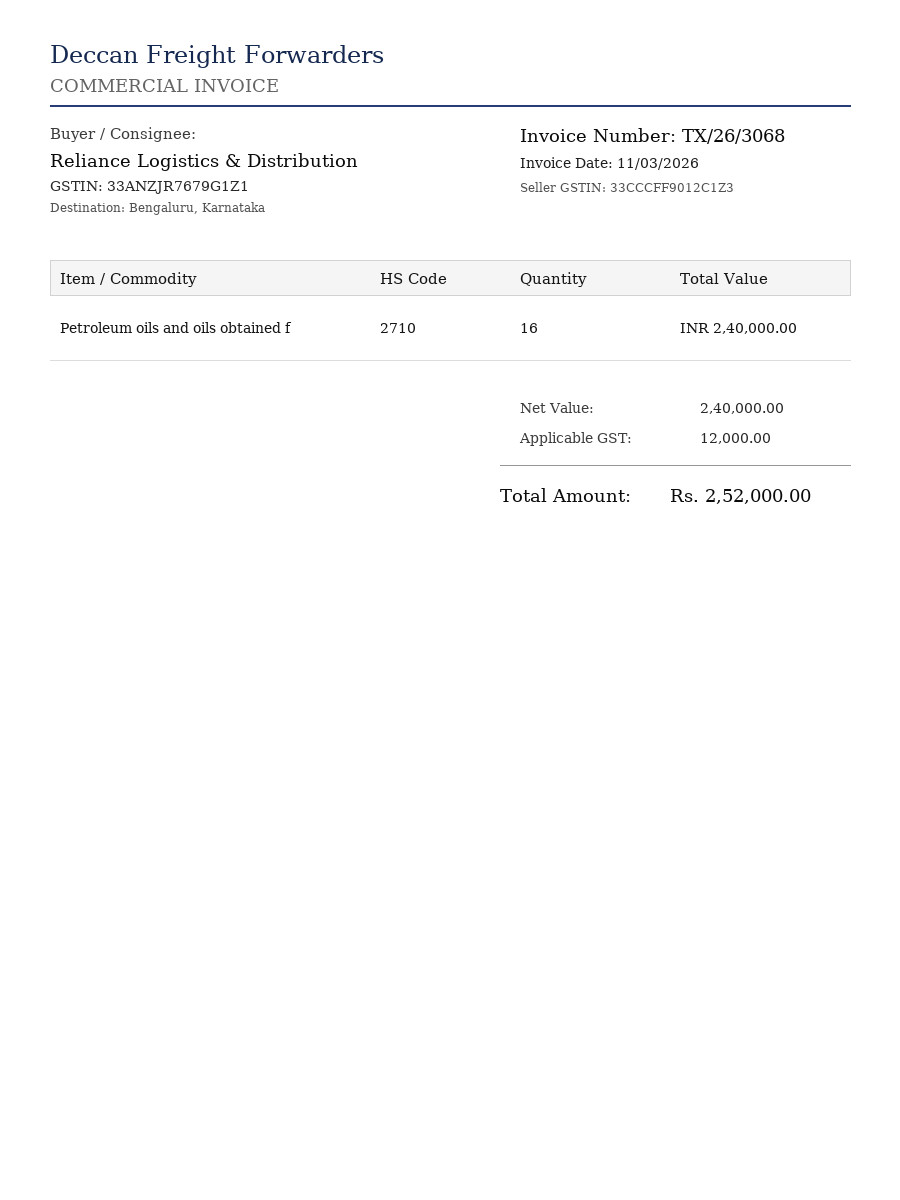 Deccan Freight Forwarders
COMMERCIAL INVOICE
Buyer / Consignee:
Reliance Logistics & Distribution
GSTIN: 33ANZJR7679G1Z1
Destination: Bengaluru, Karnataka
Invoice Number: TX/26/3068
Invoice Date: 11/03/2026
Seller GSTIN: 33CCCFF9012C1Z3
Item / Commodity HS Code Quantity Total Value
Petroleum oils and oils obtained f 2710 16 INR 2,40,000.00
Net Value: 2,40,000.00
Applicable GST: 12,000.00
Total Amount: Rs. 2,52,000.00